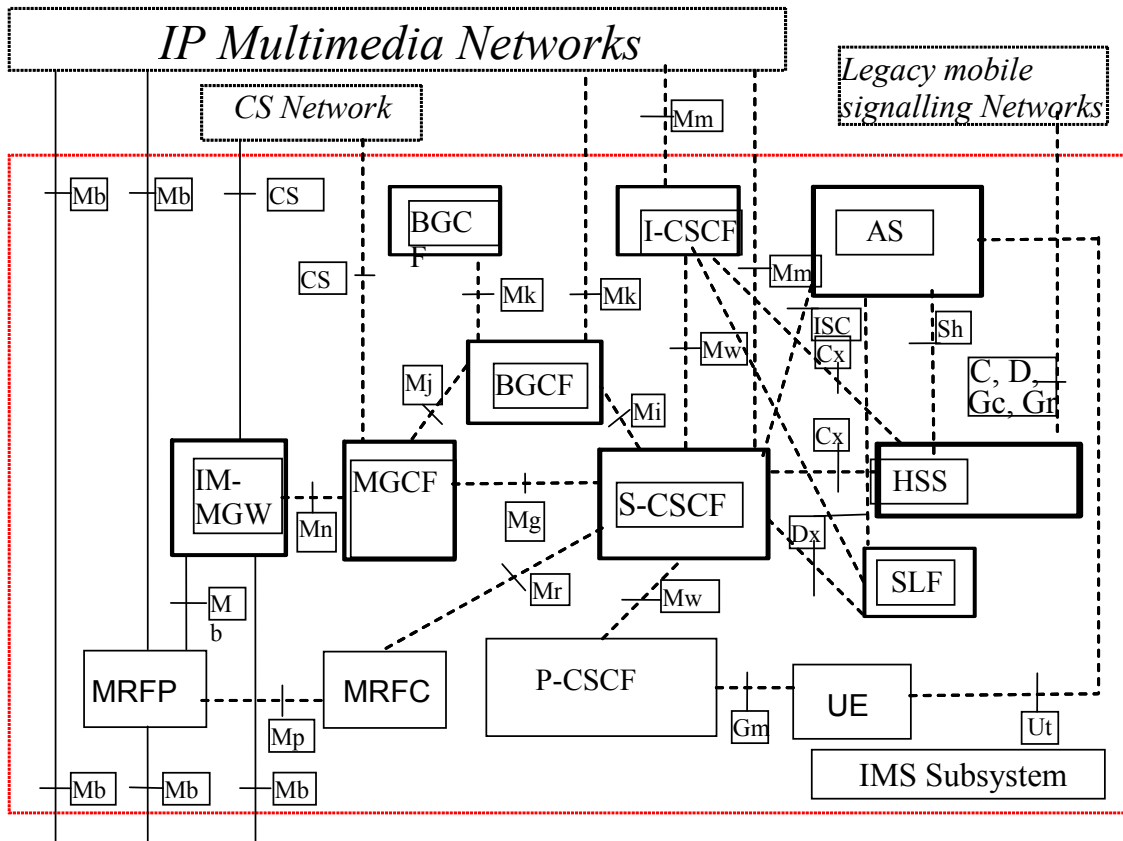 IP Multimedia Networks
Legacy mobile
signalling Networks
CS Network
Mm
Mb
Mb
CS
BGC
F
I-CSCF
AS
CS
Mk
Mk
Mm
ISC
Sh
Mw
Cx
C, D,
Gc, Gr
Mj
BGCF
Mi
Cx
IM-
MGW
MGCF
S-CSCF
HSS
Mn
Mg
Dx
Mr
Mw
SLF
M
b
MRFP
MRFC
P-CSCF
UE
Mp
Gm
Ut
IMS Subsystem
Mb
Mb
Mb